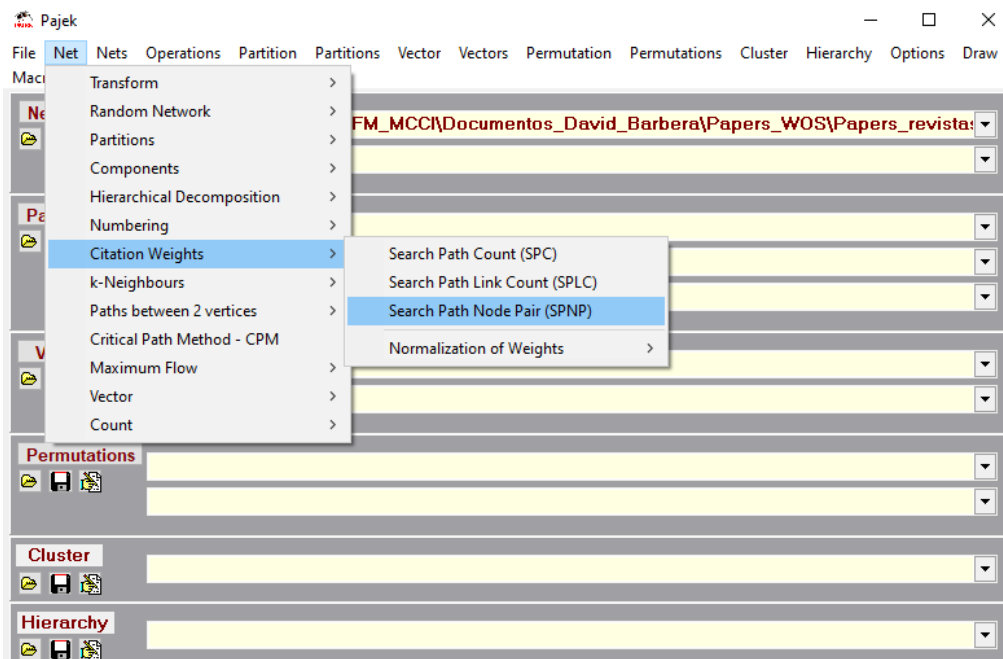 Pajek
File Net Nets Operations Partition Partitions Vector Vectors Permutation Permutations Cluster Hierarchy Options Draw
Transform
Random Network
FM_MCCI\Documentos_David_Barbera\Papers_WOS\Papers_revistas
Partitions
Components
Hierarchical Decomposition
Numbering
Citation Weights
Search Path Count (SPC)
k-Neighbours
Search Path Link Count (SPLC)
Paths between 2 vertices
Search Path Node Pair (SPNP)
Critical Path Method - CPM
Normalization of Weights
Maximum Flow
Vector
Count
Permutations
Cluster
Hierarchy